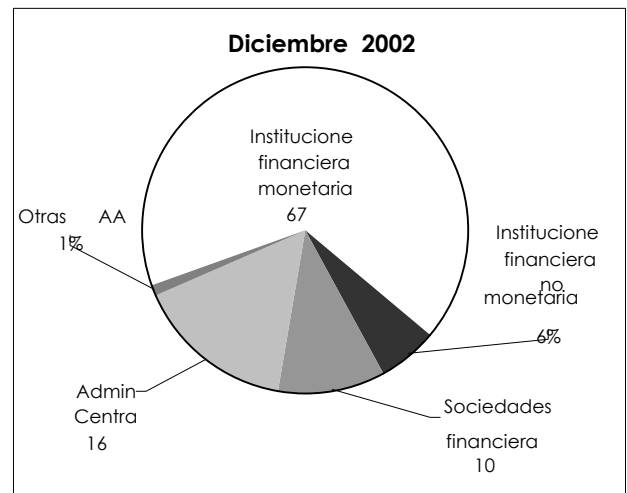 Diciembre 2002
Institucione
financiera
monetaria
67
Otras AA
1%
Institucione
financiera
no
monetaria
6%
Admin
Centra
16
Sociedades
financiera
10